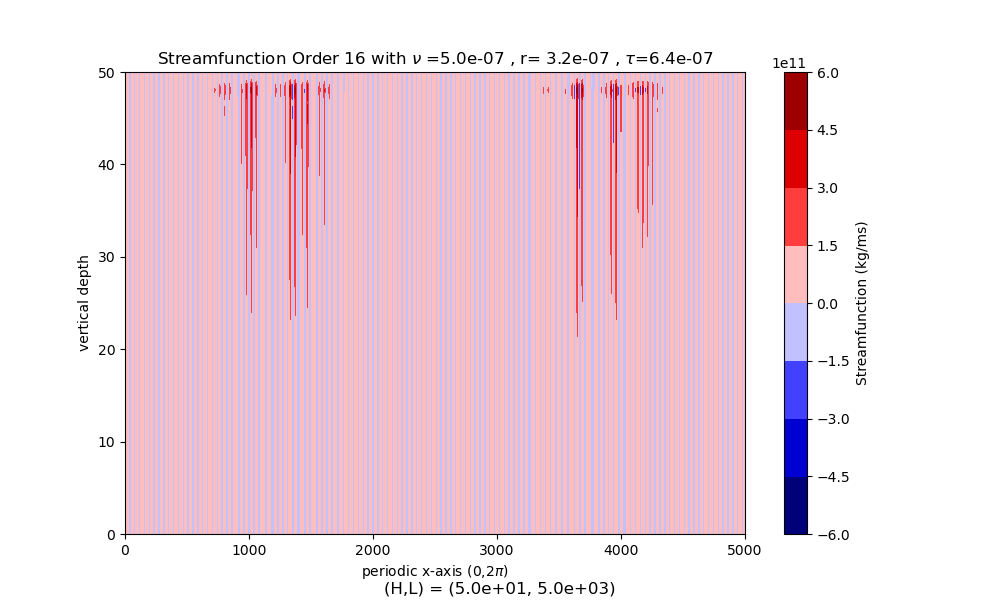 Streamfunction Order 16 with ν =5.0e-07 , r= 3.2e-07 , τ=6.4e-07
1e11
50
40
30
20
10
0
vertical depth
0 1000 2000 3000 4000 5000
periodic x-axis (0,2π)
(H,L) = (5.0e+01, 5.0e+03)
6.0
4.5
3.0
1.5
0.0
−1.5
−3.0
−4.5
−6.0
Streamfunction (kg/ms)